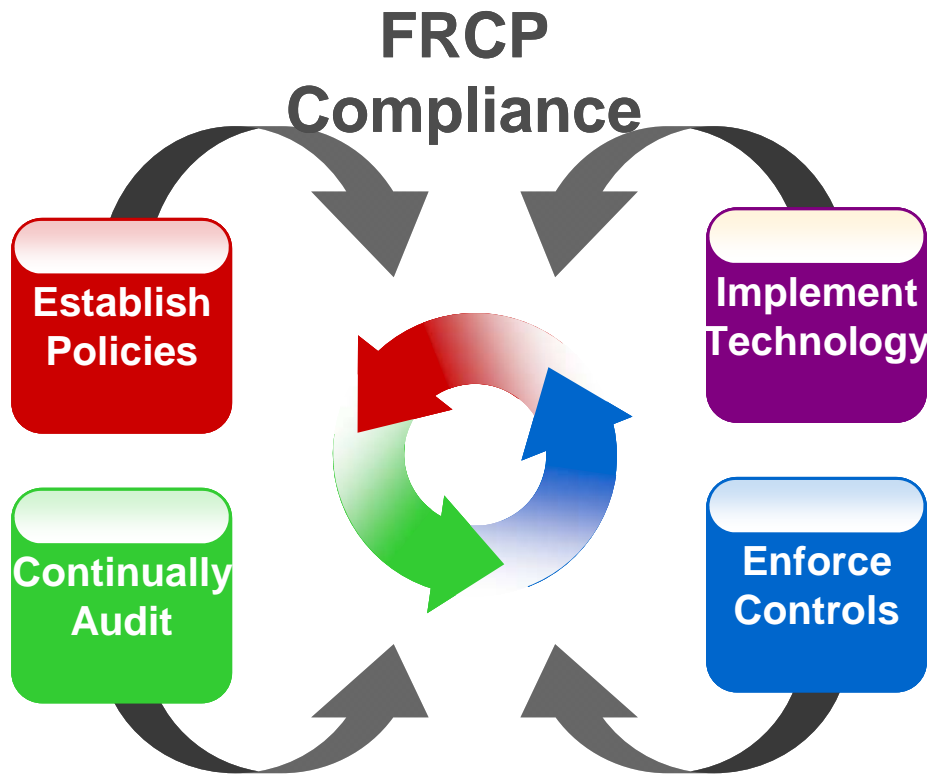 FRCP
Compliance
Establish
Policies
Implement
Technology
Continually
Audit
Enforce
Controls